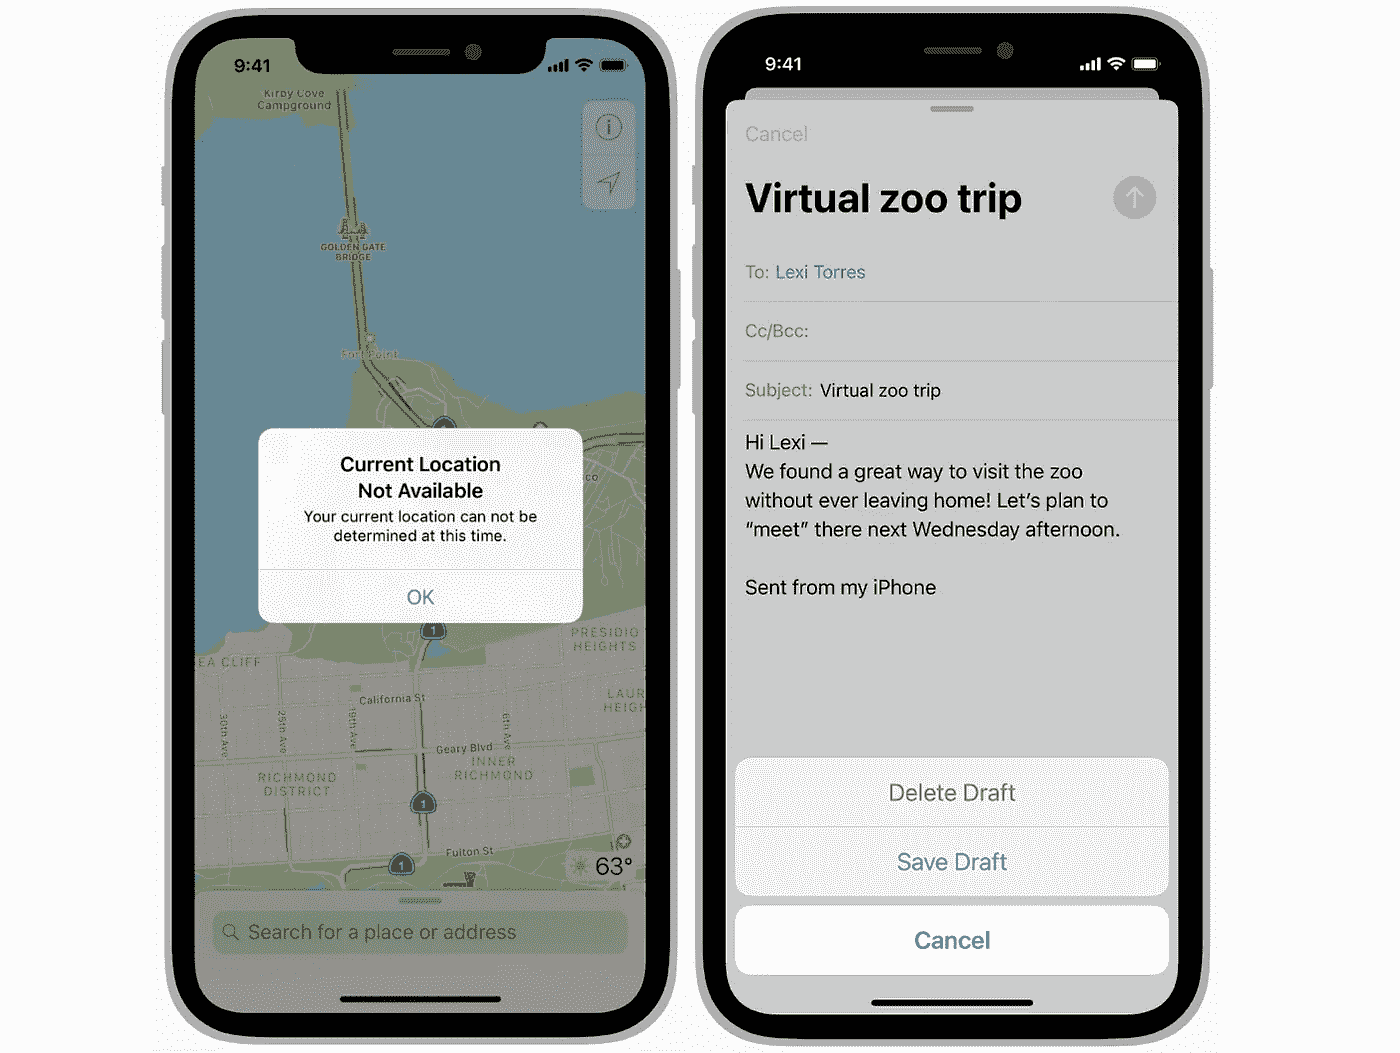 9:41
Kirby Cove
Campground
GOLDEN GATE
BRIDGE
Fort Point
co
Current Location
Not Available
Your current location can not be
determined at this time.
OK
1
PRESIDIO
HEIGHTS
EA CLIFF
LAUR
HEIGH
California St
30th Ave
25th Ave
19th Ave
6th Ave
Geary Blvd
INNER
RICHMOND
RICHMOND
DISTRICT
1
Fulton St
1
63°
Search for a place or address
9:41
Cancel
Virtual zoo trip
To: Lexi Torres
Cc/Bcc:
Subject: Virtual zoo trip
Hi Lexi —
We found a great way to visit the zoo
without ever leaving home! Let’s plan to
“meet” there next Wednesday afternoon.
Sent from my iPhone
Delete Draft
Save Draft
Cancel